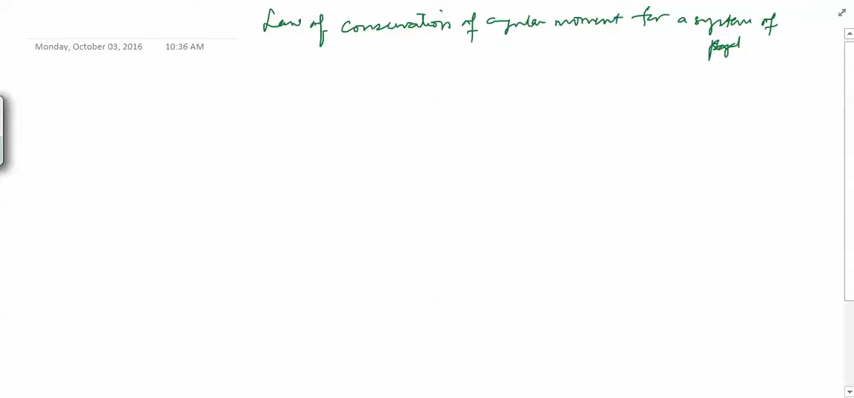 Law of conservation of angular moment for a system of
Monday, October 03, 2016 10:36 AM